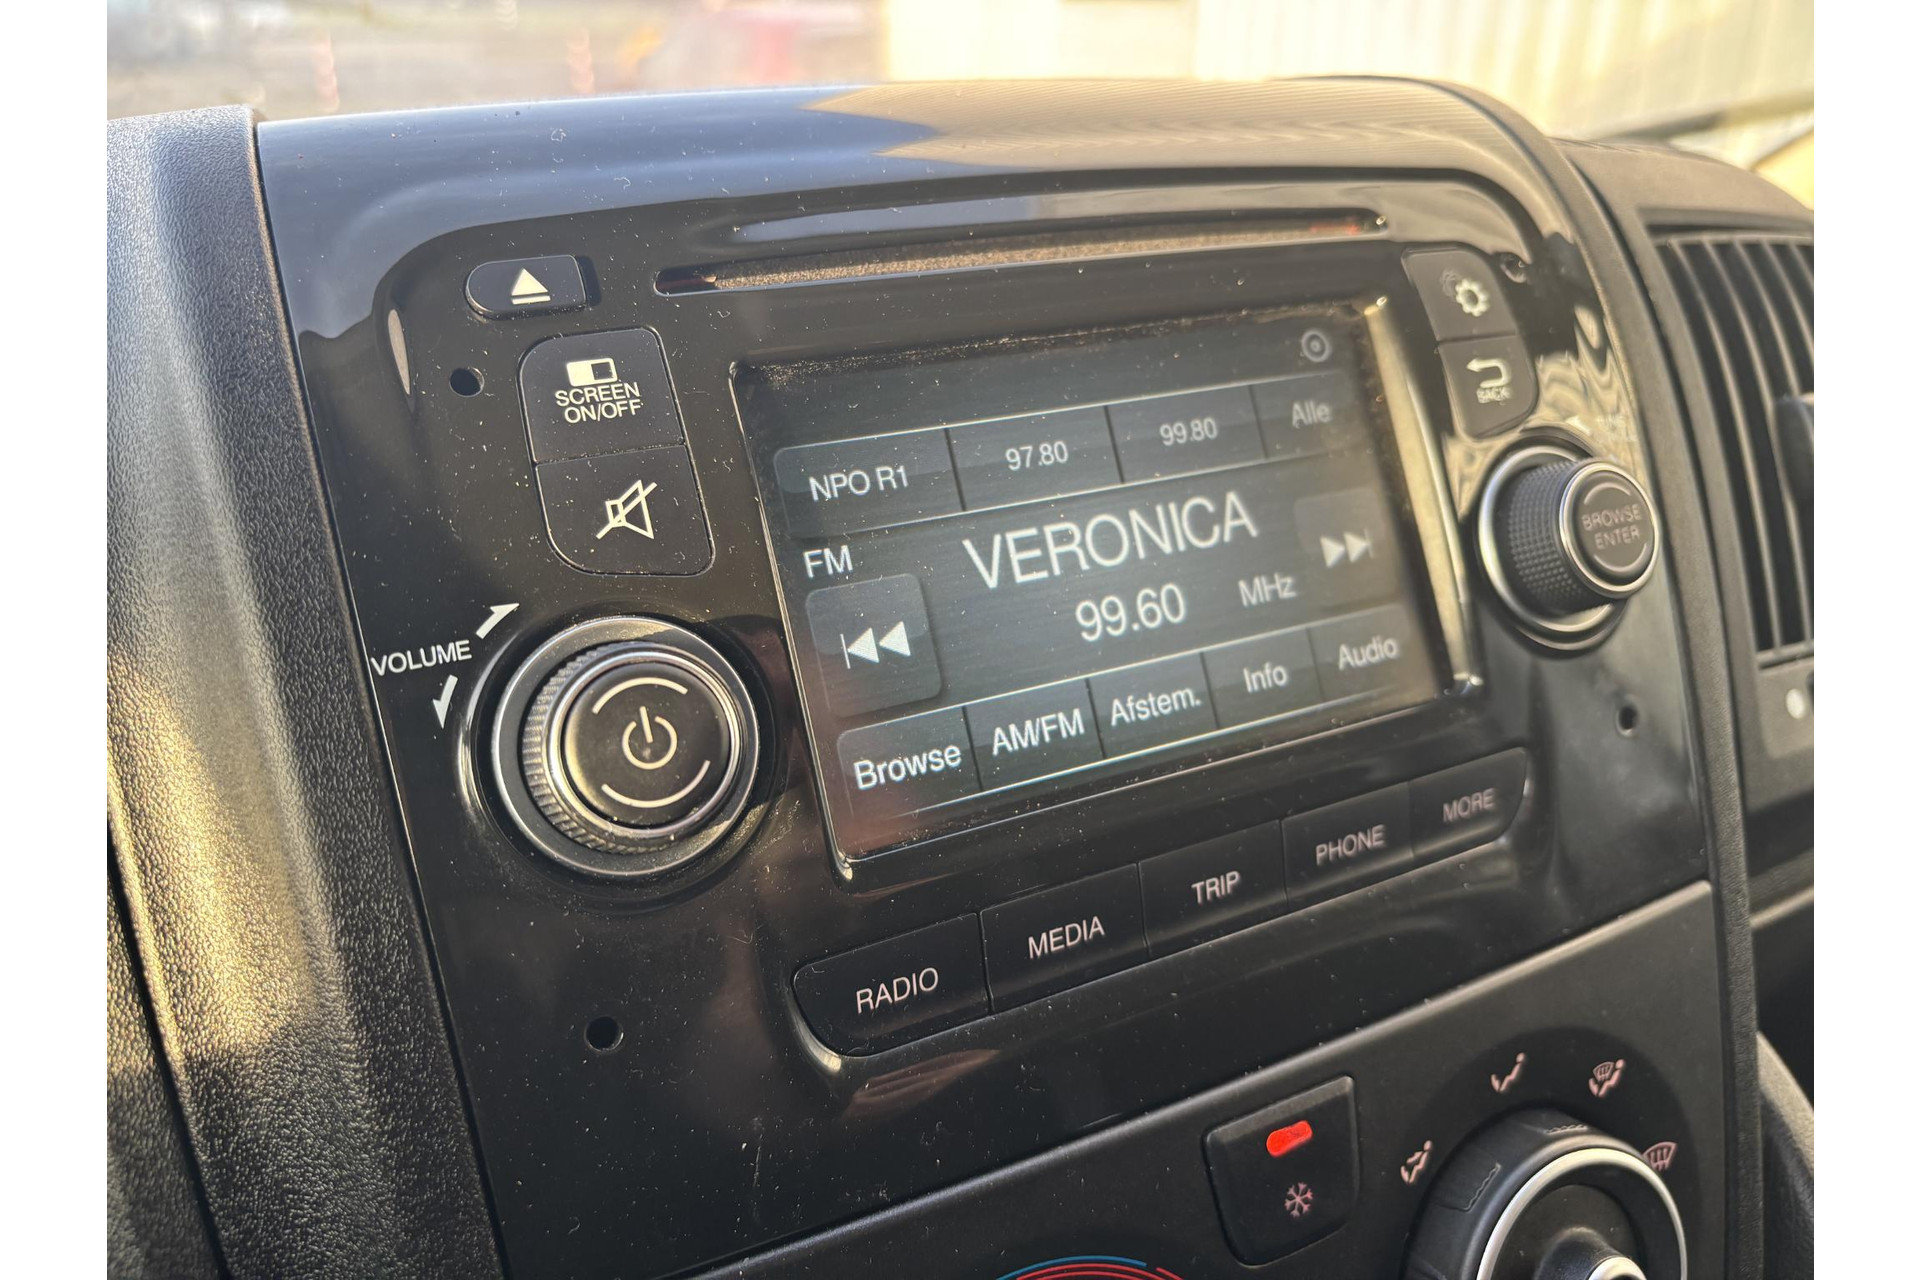 SCREEN
ON/OFF
BACK
NPO R1 97.80 99.80 Alle
FM
VERONICA
99.60 MHz
Browse AM/FM Afstem. Info Audio
VOLUME
BROWSE
ENTER
RADIO MEDIA TRIP PHONE MORE